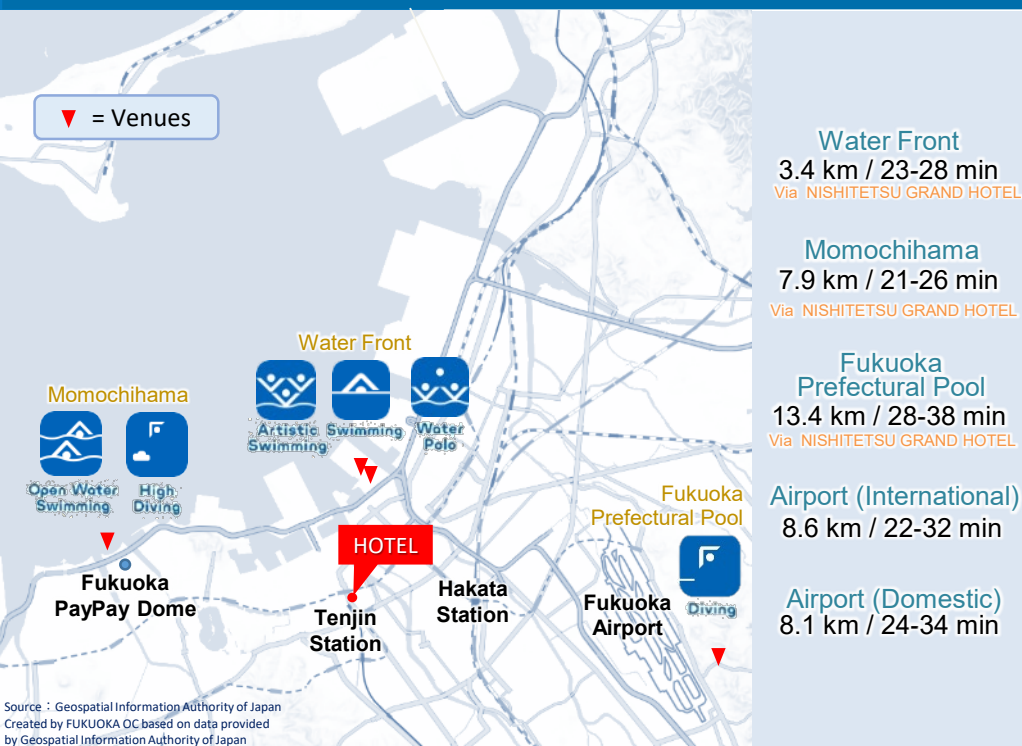 = Venues
Water Front
Artistic
Swimming
Swimming
Water
Polo
Momochihama
Open Water
Swimming
High
Diving
Fukuoka
Prefectural Pool
Diving
HOTEL
Fukuoka
PayPay Dome
Tenjin
Station
Hakata
Station
Fukuoka
Airport
Source：Geospatial Information Authority of Japan
Created by FUKUOKA OC based on data provided
by Geospatial Information Authority of Japan
Water Front
3.4 km / 23-28 min
Via NISHITETSU GRAND HOTEL
Momochihama
7.9 km / 21-26 min
Via NISHITETSU GRAND HOTEL
Fukuoka
Prefectural Pool
13.4 km / 28-38 min
Via NISHITETSU GRAND HOTEL
Airport (International)
8.6 km / 22-32 min
Airport (Domestic)
8.1 km / 24-34 min